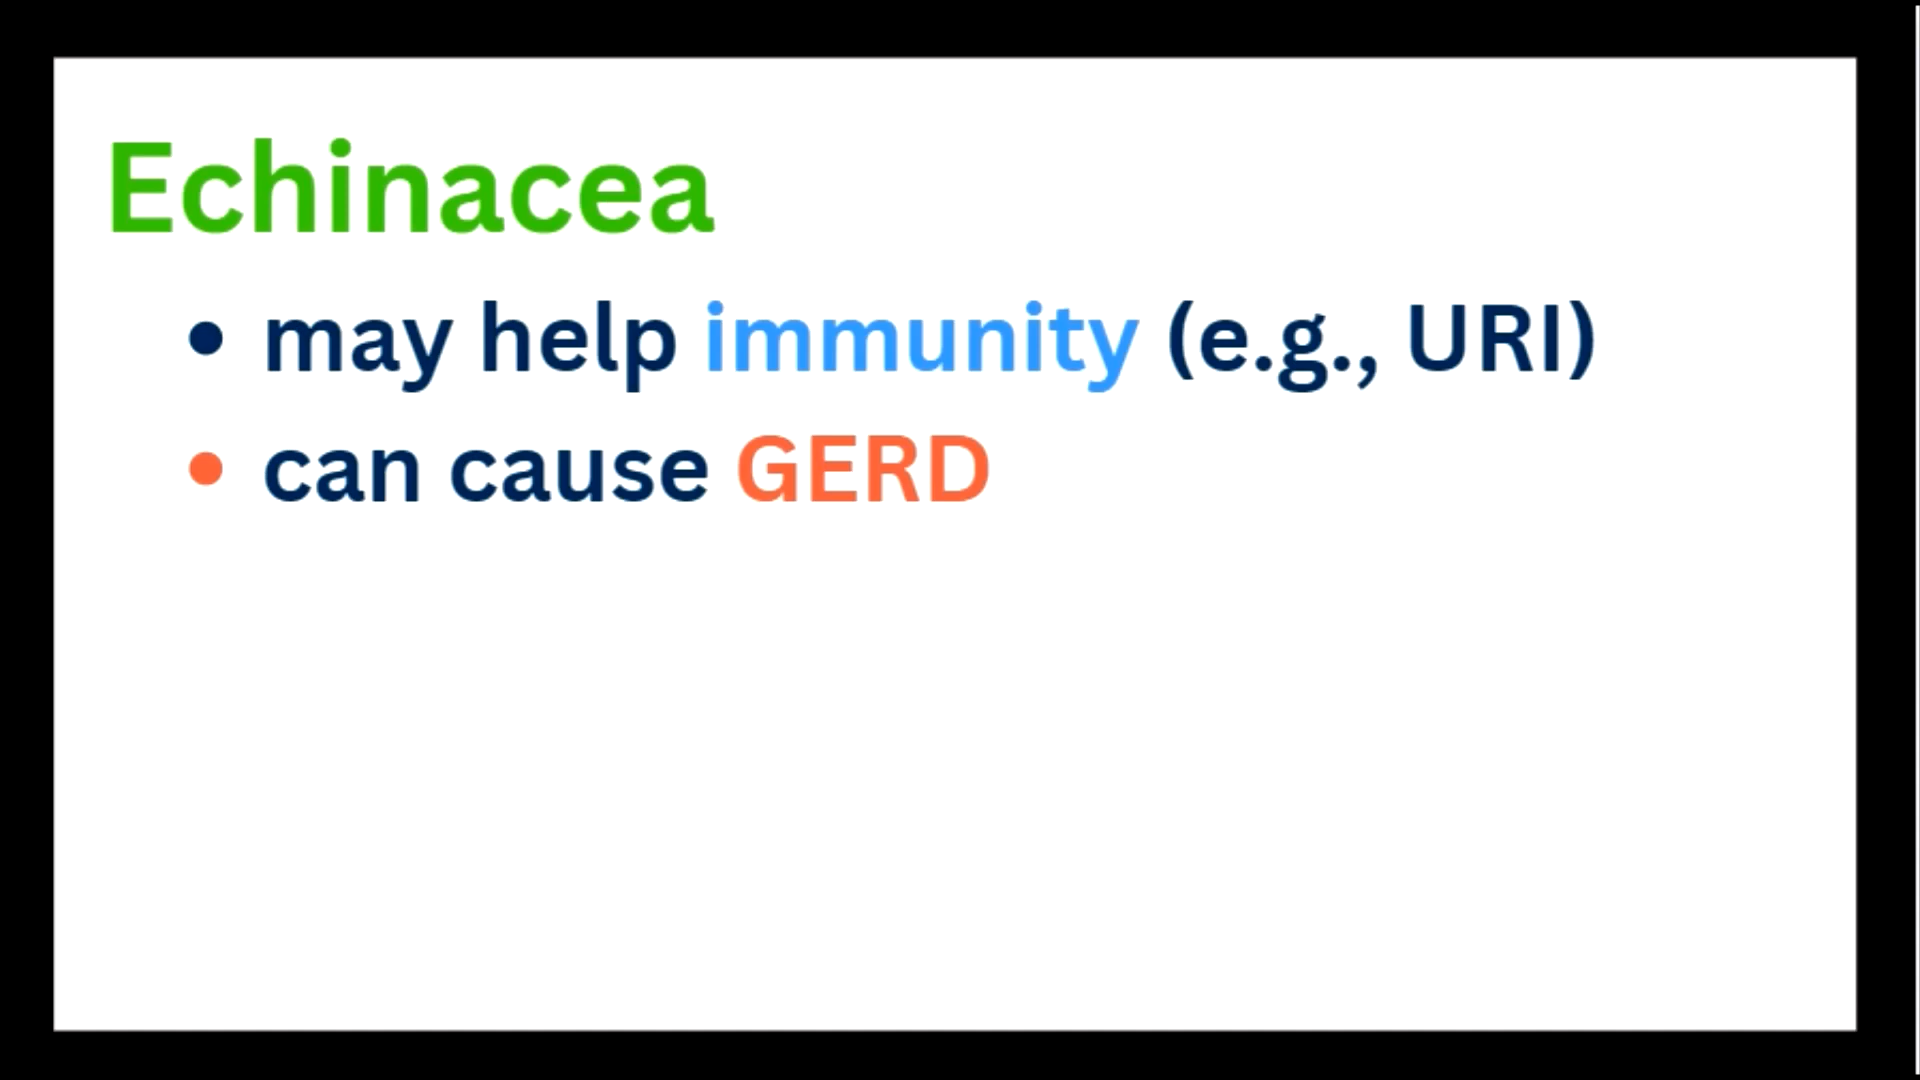 Echinacea
• may help immunity (e.g., URI)
• can cause GERD